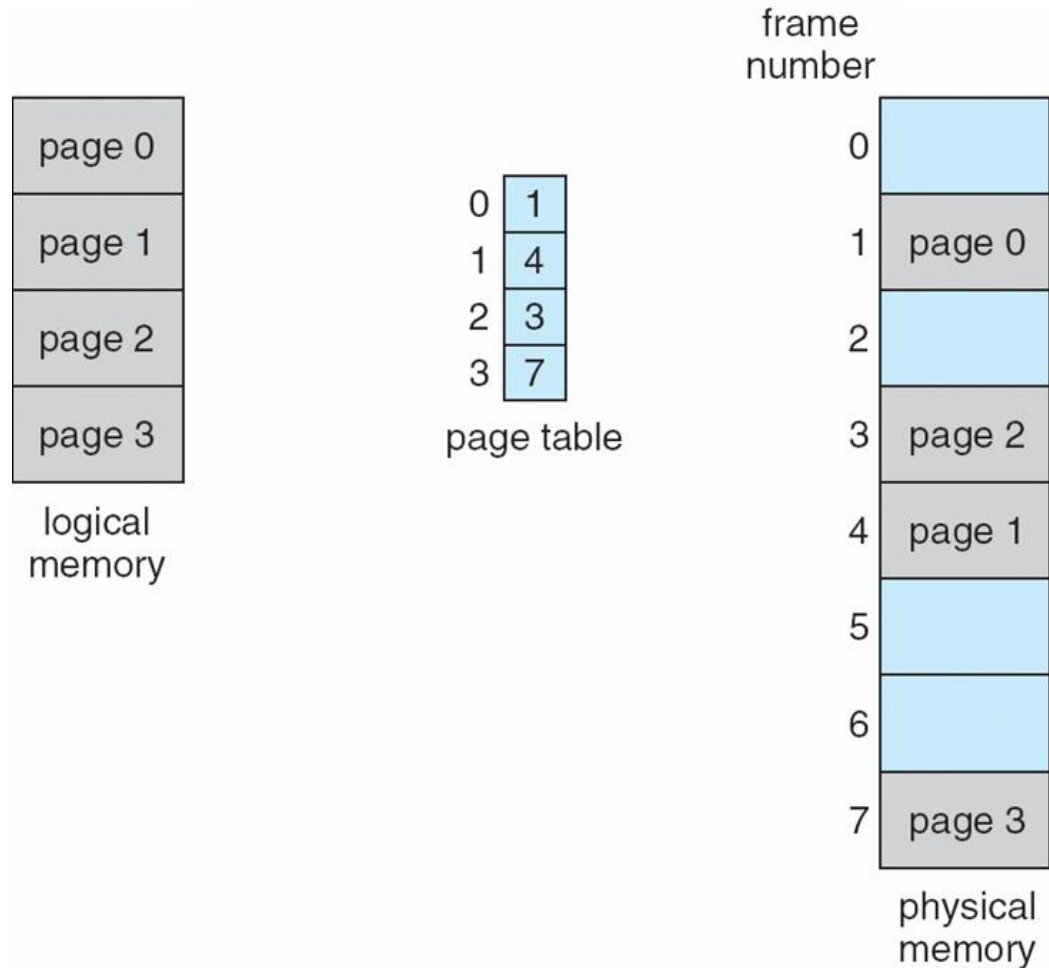 page 0
page 1
page 2
page 3
logical
memory
0 1
1 4
2 3
3 7
page table
frame
number
0
1 page 0
2
3 page 2
4 page 1
5
6
7 page 3
physical
memory